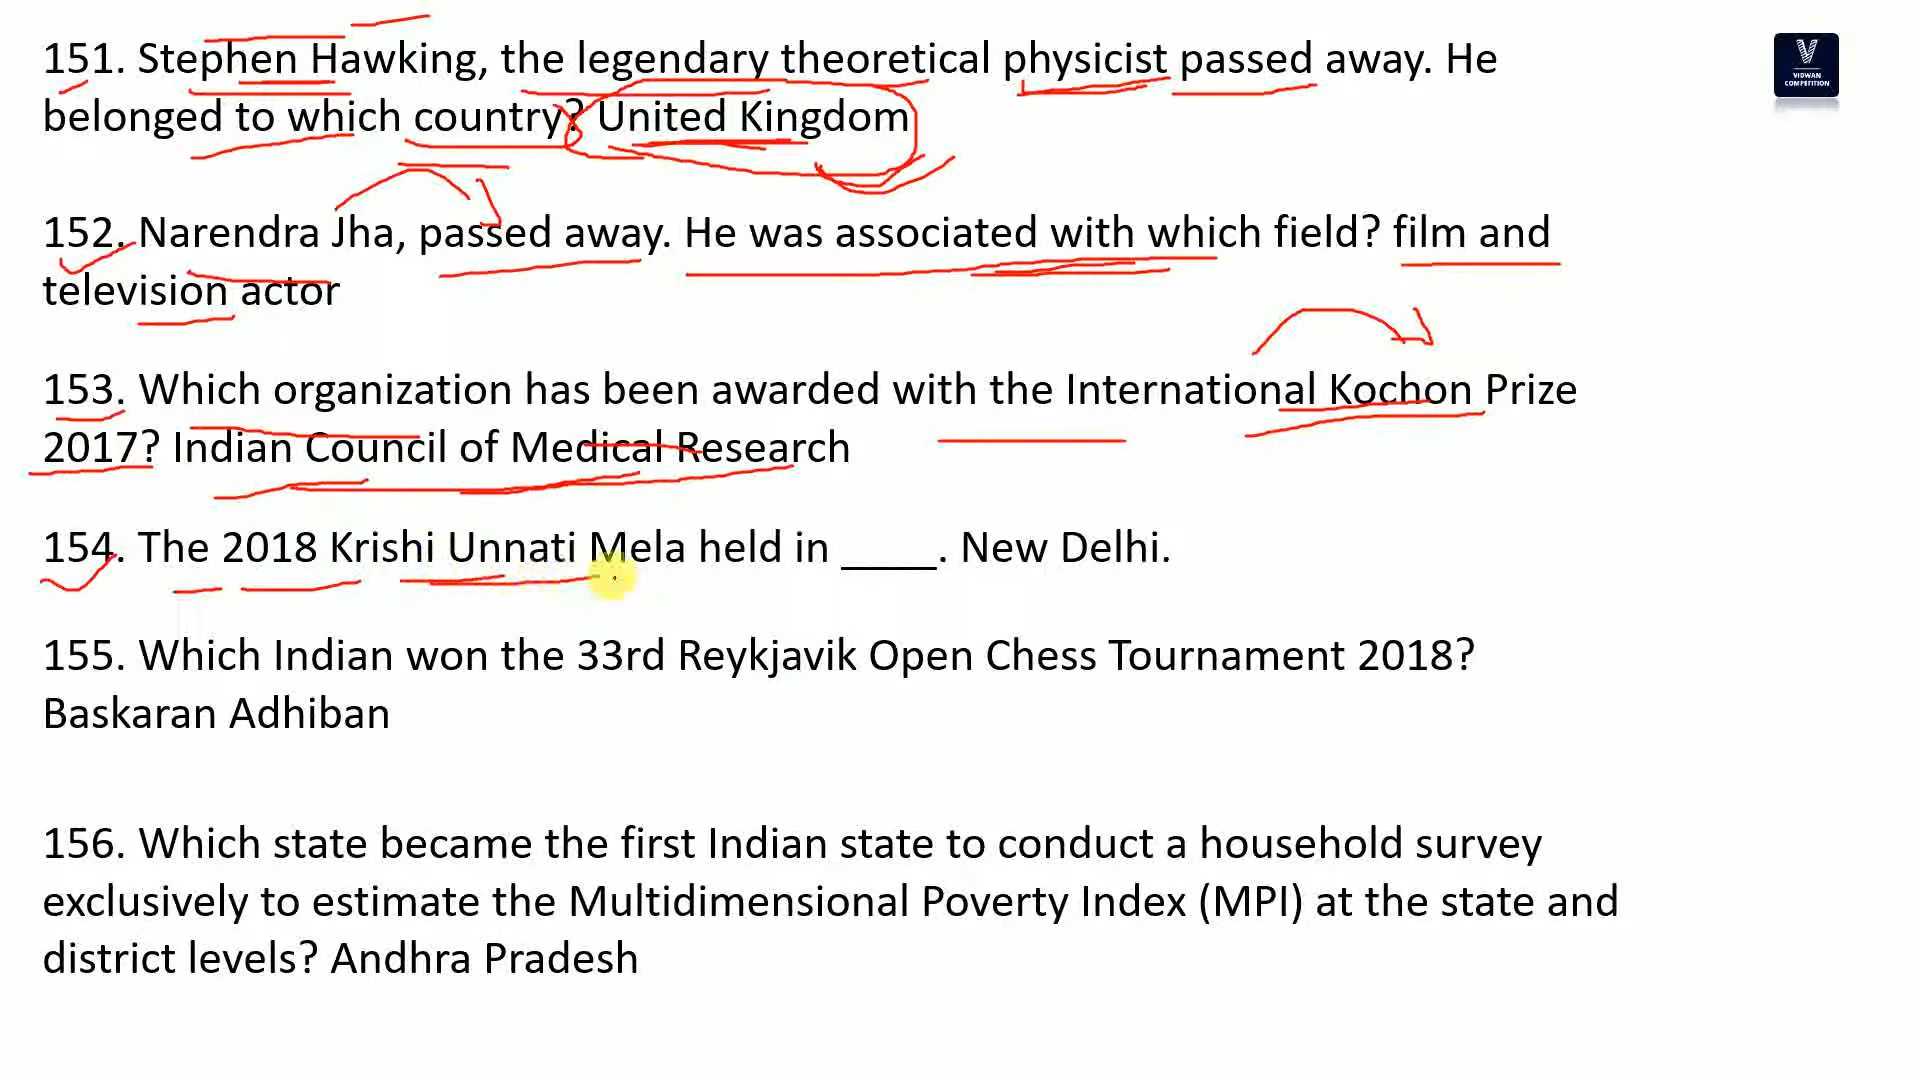 151. Stephen Hawking, the legendary theoretical physicist passed away. He
belonged to which country? United Kingdom
152. Narendra Jha, passed away. He was associated with which field? film and
television actor
153. Which organization has been awarded with the International Kochon Prize
2017? Indian Council of Medical Research
154. The 2018 Krishi Unnati Mela held in ____. New Delhi.
155. Which Indian won the 33rd Reykjavik Open Chess Tournament 2018?
Baskaran Adhiban
156. Which state became the first Indian state to conduct a household survey
exclusively to estimate the Multidimensional Poverty Index (MPI) at the state and
district levels? Andhra Pradesh
VIDWAN
COMPETITION